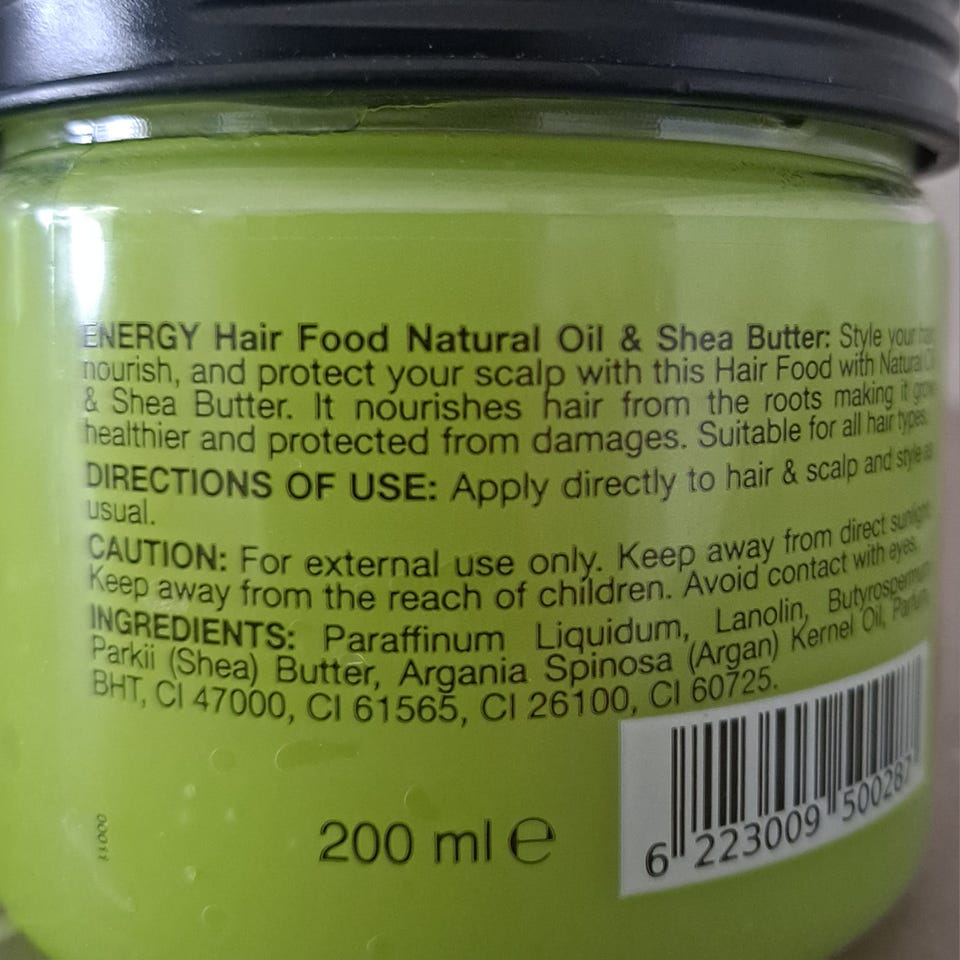 ENERGY Hair Food Natural Oil & Shea Butter: Style your
nourish, and protect your scalp with this Hair Food with Natural
& Shea Butter. It nourishes hair from the roots making it grow
healthier and protected from damages. Suitable for all hair types.
DIRECTIONS OF USE: Apply directly to hair & scalp and style as
usual.
CAUTION: For external use only. Keep away from direct sunlight.
Keep away from the reach of children. Avoid contact with eyes.
INGREDIENTS: Paraffinum Liquidum, Lanolin, Butyrospermum
Parkii (Shea) Butter, Argania Spinosa (Argan) Kernel Oil, Parfum,
BHT, CI 47000, CI 61565, CI 26100, CI 60725.
200 ml ℮
6 223009 500287